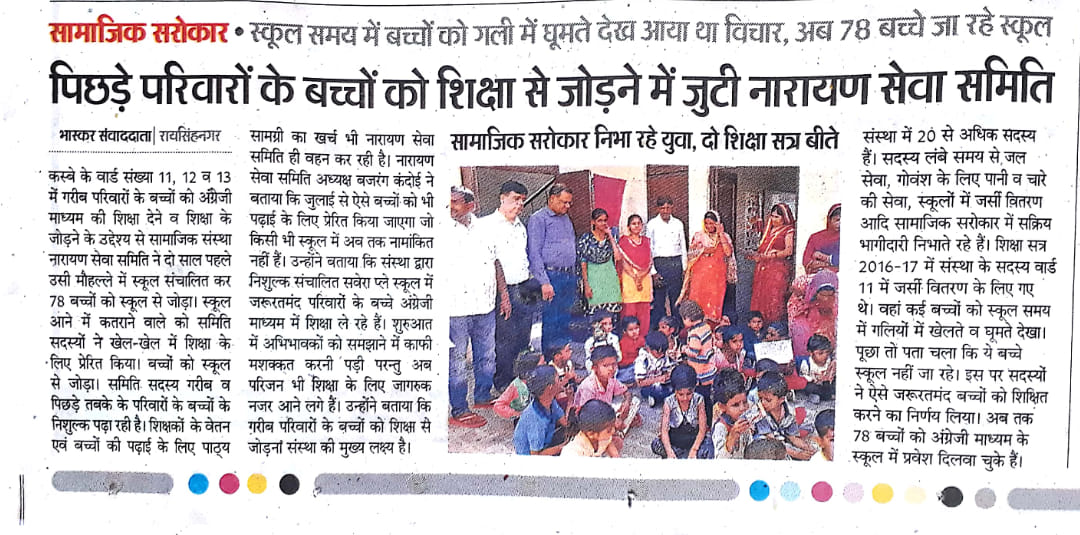 सामाजिक सरोकार • स्कूल समय में बच्चों को गली में घूमते देख आया था विचार, अब 78 बच्चे जा रहे स्कूल
पिछड़े परिवारों के बच्चों को शिक्षा से जोड़ने में जुटी नारायण सेवा समिति
भास्कर संवाददाता| रायसिंहनगर
कस्बे के वार्ड संख्या 11, 12 व 13
में गरीब परिवारों के बच्चों को अंग्रेजी
माध्यम की शिक्षा देने व शिक्षा के
जोड़ने के उद्देश्य से सामाजिक संस्था
नारायण सेवा समिति ने दो साल पहले
उसी मौहल्ले में स्कूल संचालित कर
78 बच्चों को स्कूल से जोड़ा। स्कूल
आने में कतराने वाले को समिति
सदस्यों ने खेल-खेल में शिक्षा के
लिए प्रेरित किया। बच्चों को स्कूल
से जोड़ा। समिति सदस्य गरीब व
पिछड़े तबके के परिवारों के बच्चों के
निशुल्क पढ़ा रही है। शिक्षकों के वेतन
एवं बच्चों की पढ़ाई के लिए पाठ्य
सामग्री का खर्च भी नारायण सेवा
समिति ही वहन कर रही है। नारायण
सेवा समिति अध्यक्ष बजरंग कंदोई ने
बताया कि जुलाई से ऐसे बच्चों को भी
पढ़ाई के लिए प्रेरित किया जाएगा जो
किसी भी स्कूल में अब तक नामांकित
नहीं हैं। उन्होंने बताया कि संस्था द्वारा
निशुल्क संचालित सवेरा प्ले स्कूल में
जरूरतमंद परिवारों के बच्चे अंग्रेजी
माध्यम में शिक्षा ले रहे हैं। शुरुआत
में अभिभावकों को समझाने में काफी
मशक्कत करनी पड़ी परन्तु अब
परिजन भी शिक्षा के लिए जागरुक
नजर आने लगे हैं। उन्होंने बताया कि
गरीब परिवारों के बच्चों को शिक्षा से
जोड़नां संस्था की मुख्य लक्ष्य है।
सामाजिक सरोकार निभा रहे युवा, दो शिक्षा सत्र बीते
संस्था में 20 से अधिक सदस्य
हैं। सदस्य लंबे समय से जल
सेवा, गोवंश के लिए पानी व चारे
की सेवा, स्कूलों में जर्सी वितरण
आदि सामाजिक सरोकार में सक्रिय
भागीदारी निभाते रहे हैं। शिक्षा सत्र
2016-17 में संस्था के सदस्य वार्ड
11 में जर्सी वितरण के लिए गए
थे। वहां कई बच्चों को स्कूल समय
में गलियों में खेलते व घूमते देखा।
पूछा तो पता चला कि ये बच्चे
स्कूल नहीं जा रहे। इस पर सदस्यों
ने ऐसे जरूरतमंद बच्चों को शिक्षित
करने का निर्णय लिया। अब तक
78 बच्चों को अंग्रेजी माध्यम के
स्कूल में प्रवेश दिलवा चुके हैं।